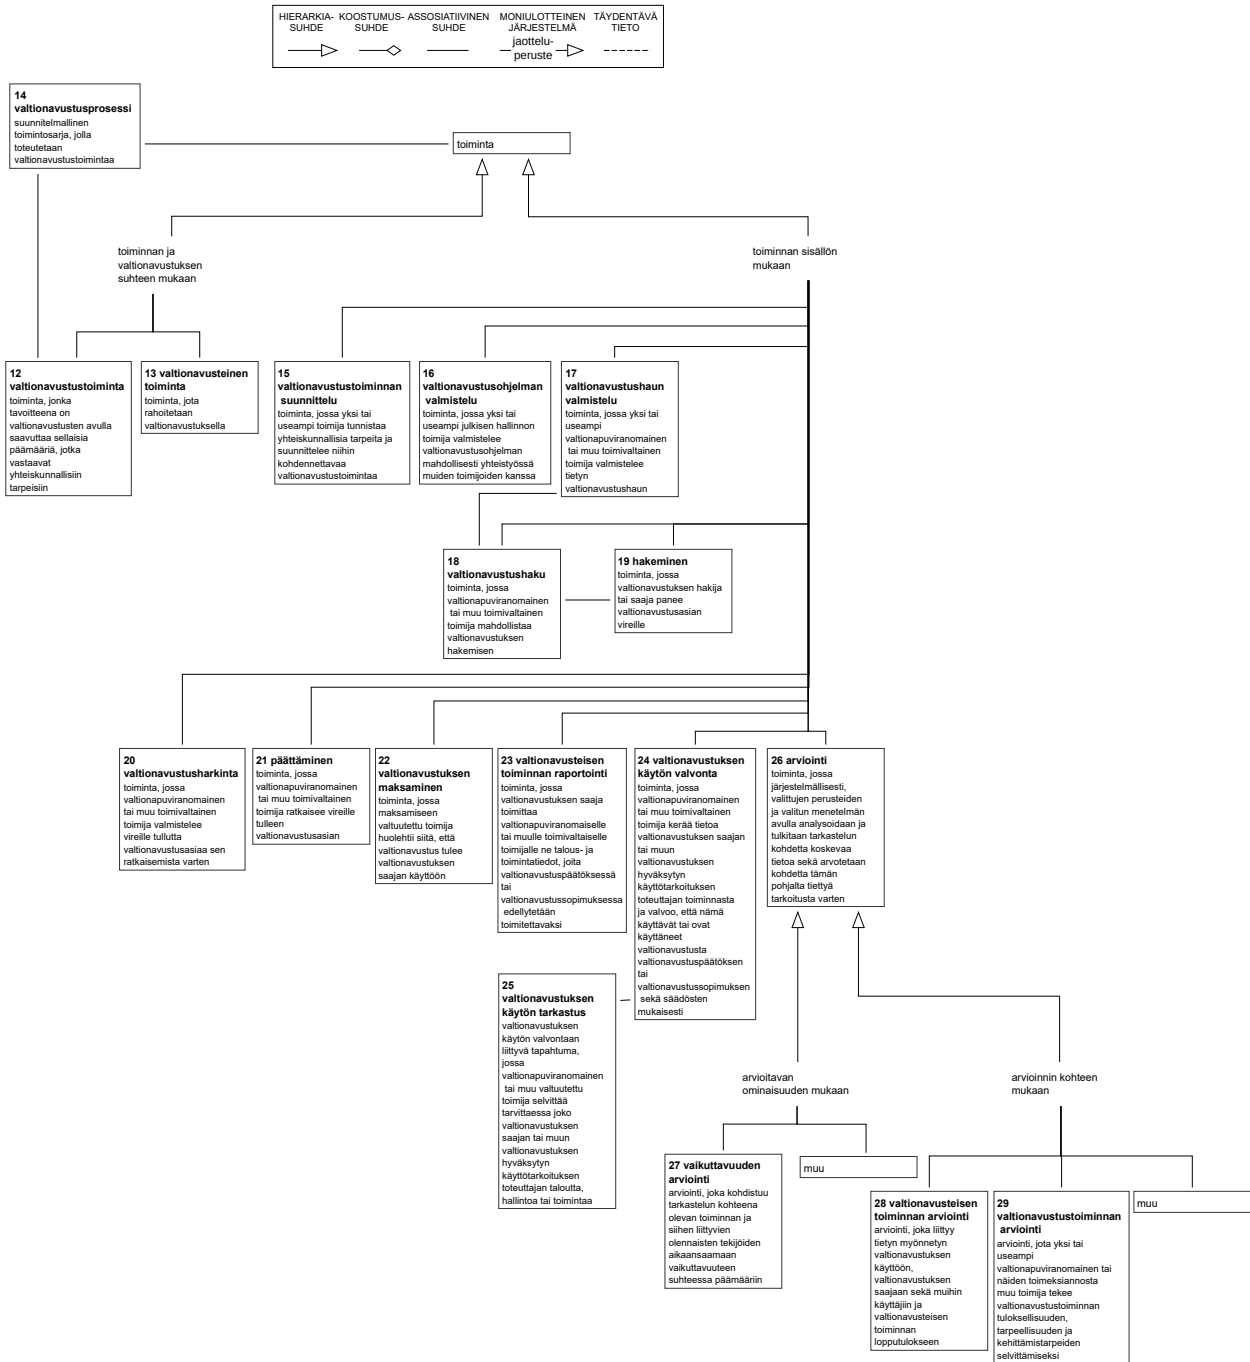 HIERARKIA-
SUHDE
KOOSTUMUS-
SUHDE
ASSOSIATIIVINEN
SUHDE
MONIULOTTEINEN
JÄRJESTELMÄ
TÄYDENTÄVÄ
TIETO
jaottelu-
peruste
14
valtionavustusprosessi
suunnitelmallinen
toimintosarja, jolla
toteutetaan
valtionavustustoimintaa
toiminta
toiminnan ja
valtionavustuksen
suhteen mukaan
toiminnan sisällön
mukaan
12
valtionavustustoiminta
toiminta, jonka
tavoitteena on
valtionavustusten avulla
saavuttaa sellaisia
päämääriä, jotka
vastaavat
yhteiskunnallisiin
tarpeisiin
13 valtionavusteinen
toiminta
toiminta, jota
rahoitetaan
valtionavustuksella
15
valtionavustustoiminnan
suunnittelu
toiminta, jossa yksi tai
useampi toimija tunnistaa
yhteiskunnallisia tarpeita ja
suunnittelee niihin
kohdennettavaa
valtionavustustoimintaa
16
valtionavustusohjelman
valmistelu
toiminta, jossa yksi tai
useampi julkisen hallinnon
toimija valmistelee
valtionavustusohjelman
mahdollisesti yhteistyössä
muiden toimijoiden kanssa
17
valtionavustushaun
valmistelu
toiminta, jossa yksi tai
useampi
valtionapuviranomainen
tai muu toimivaltainen
toimija valmistelee
tietyn
valtionavustushaun
18
valtionavustushaku
toiminta, jossa
valtionapuviranomainen
tai muu toimivaltainen
toimija mahdollistaa
valtionavustuksen
hakemisen
19 hakeminen
toiminta, jossa
valtionavustuksen hakija
tai saaja panee
valtionavustusasian
vireille
20
valtionavustusharkinta
toiminta, jossa
valtionapuviranomainen
tai muu toimivaltainen
toimija valmistelee
vireille tullutta
valtionavustusasiaa sen
ratkaisemista varten
21 päättäminen
toiminta, jossa
valtionapuviranomainen
tai muu toimivaltainen
toimija ratkaisee vireille
tulleen
valtionavustusasian
22
valtionavustuksen
maksaminen
toiminta, jossa
maksamiseen
valtuutettu toimija
huolehtii siitä, että
valtionavustus tulee
valtionavustuksen
saajan käyttöön
23 valtionavusteisen
toiminnan raportointi
toiminta, jossa
valtionavustuksen saaja
toimittaa
valtionapuviranomaiselle
tai muulle toimivaltaiselle
toimijalle ne talous- ja
toimintatiedot, joita
valtionavustuspäätöksessä
tai
valtionavustussopimuksessa
edellytetään
toimitettavaksi
24 valtionavustuksen
käytön valvonta
toiminta, jossa
valtionapuviranomainen
tai muu toimivaltainen
toimija kerää tietoa
valtionavustuksen saajan
tai muun
valtionavustuksen
hyväksytyn
käyttötarkoituksen
toteuttajan toiminnasta
ja valvoo, että nämä
käyttävät tai ovat
käyttäneet
valtionavustusta
valtionavustuspäätöksen
tai
valtionavustussopimuksen
sekä säädösten
mukaisesti
26 arviointi
toiminta, jossa
järjestelmällisesti,
valittujen perusteiden
ja valitun menetelmän
avulla analysoidaan ja
tulkitaan tarkastelun
kohdetta koskevaa
tietoa sekä arvotetaan
kohdetta tämän
pohjalta tiettyä
tarkoitusta varten
25
valtionavustuksen
käytön tarkastus
valtionavustuksen
käytön valvontaan
liittyvä tapahtuma,
jossa
valtionapuviranomainen
tai muu valtuutettu
toimija selvittää
tarvittaessa joko
valtionavustuksen
saajan tai muun
valtionavustuksen
hyväksytyn
käyttötarkoituksen
toteuttajan taloutta,
hallintoa tai toimintaa
arvioitavan
ominaisuuden mukaan
arvioinnin kohteen
mukaan
27 vaikuttavuuden
arviointi
arviointi, joka kohdistuu
tarkastelun kohteena
olevan toiminnan ja
siihen liittyvien
olennaisten tekijöiden
aikaansaamaan
vaikuttavuuteen
suhteessa päämääriin
muu
28 valtionavusteisen
toiminnan arviointi
arviointi, joka liittyy
tietyn myönnetyn
valtionavustuksen
käyttöön,
valtionavustuksen
saajaan sekä muihin
käyttäjiin ja
valtionavusteisen
toiminnan
lopputulokseen
29
valtionavustustoiminnan
arviointi
arviointi, jota yksi tai
useampi
valtionapuviranomainen tai
näiden toimeksiannosta
muu toimija tekee
valtionavustustoiminnan
tuloksellisuuden,
tarpeellisuuden ja
kehittämistarpeiden
selvittämiseksi
muu